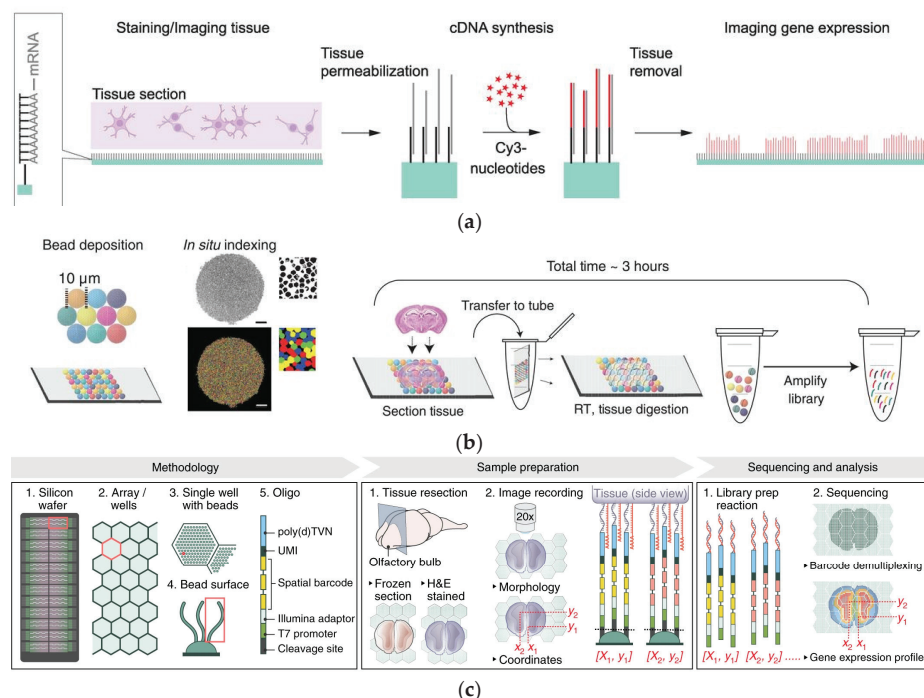 Staining/Imaging tissue
cDNA synthesis
Imaging gene expression
mRNA
Tissue section
Tissue
permeabilization
Cy3-
nucleotides
Tissue
removal
(a)
Bead deposition
10 µm
In situ indexing
Total time ~ 3 hours
Transfer to tube
Section tissue
RT, tissue digestion
Amplify
library
(b)
Methodology
Sample preparation
Sequencing and analysis
1. Silicon
wafer
2. Array /
wells
3. Single well
with beads
4. Bead surface
5. Oligo
poly(d)TVN
UMI
Spatial barcode
Illumina adaptor
T7 promoter
Cleavage site
1. Tissue resection
Olfactory bulb
Frozen
section
H&E
stained
2. Image recording
20x
Morphology
y2
y1
x2 x1
Coordinates
Tissue (side view)
[X1, y1] [X2, y2]
1. Library prep
reaction
[X1, y1] [X2, y2]
2. Sequencing
Barcode demultiplexing
y2
y1
x2 x1
Gene expression profile
(c)